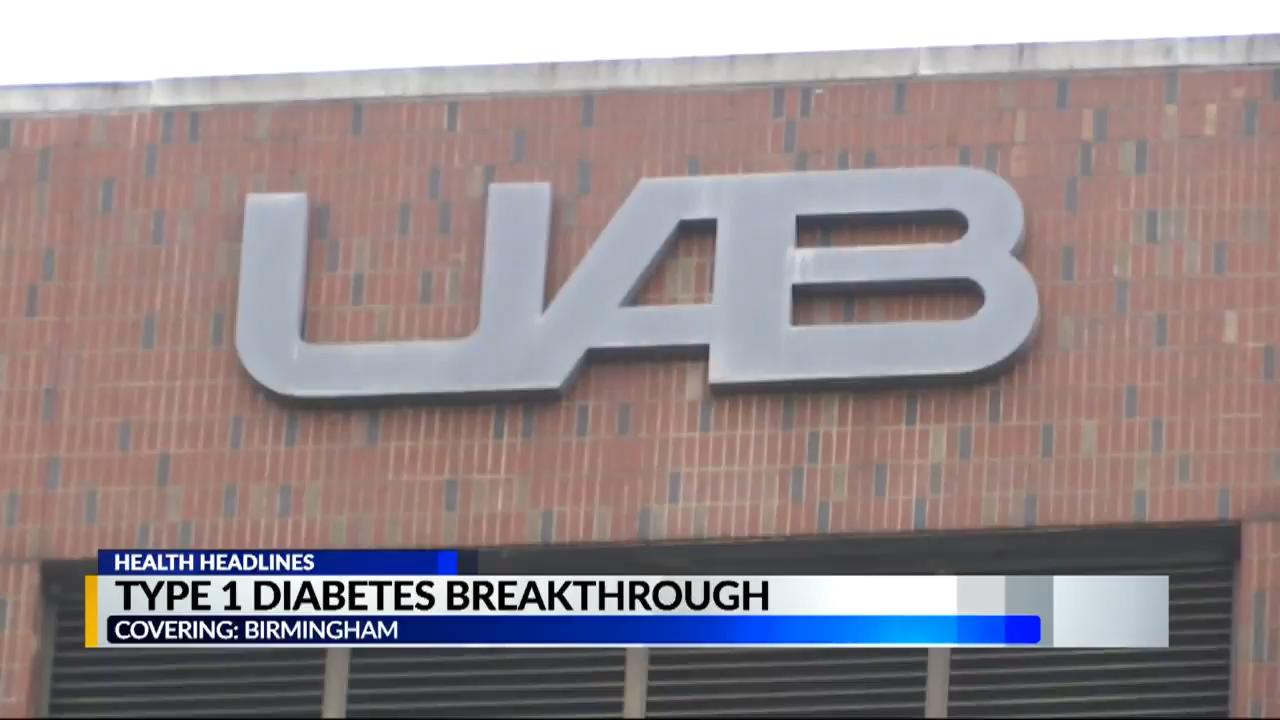 UAB
HEALTH HEADLINES
TYPE 1 DIABETES BREAKTHROUGH
COVERING: BIRMINGHAM